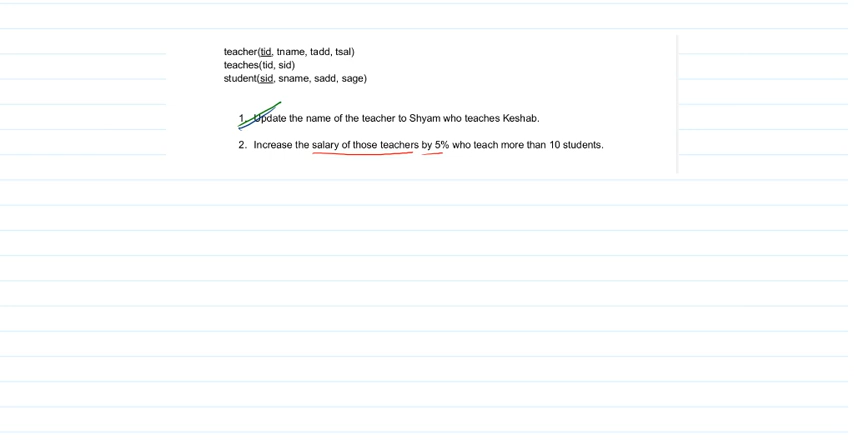 teacher(tid, tname, tadd, tsal)
teaches(tid, sid)
student(sid, sname, sadd, sage)
1. Update the name of the teacher to Shyam who teaches Keshab.
2. Increase the salary of those teachers by 5% who teach more than 10 students.